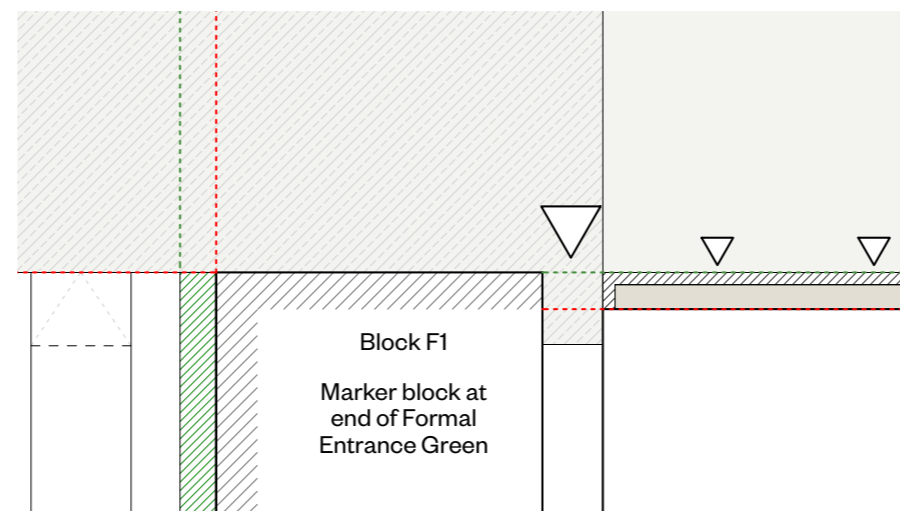 Block F1
Marker block at
end of Formal
Entrance Green